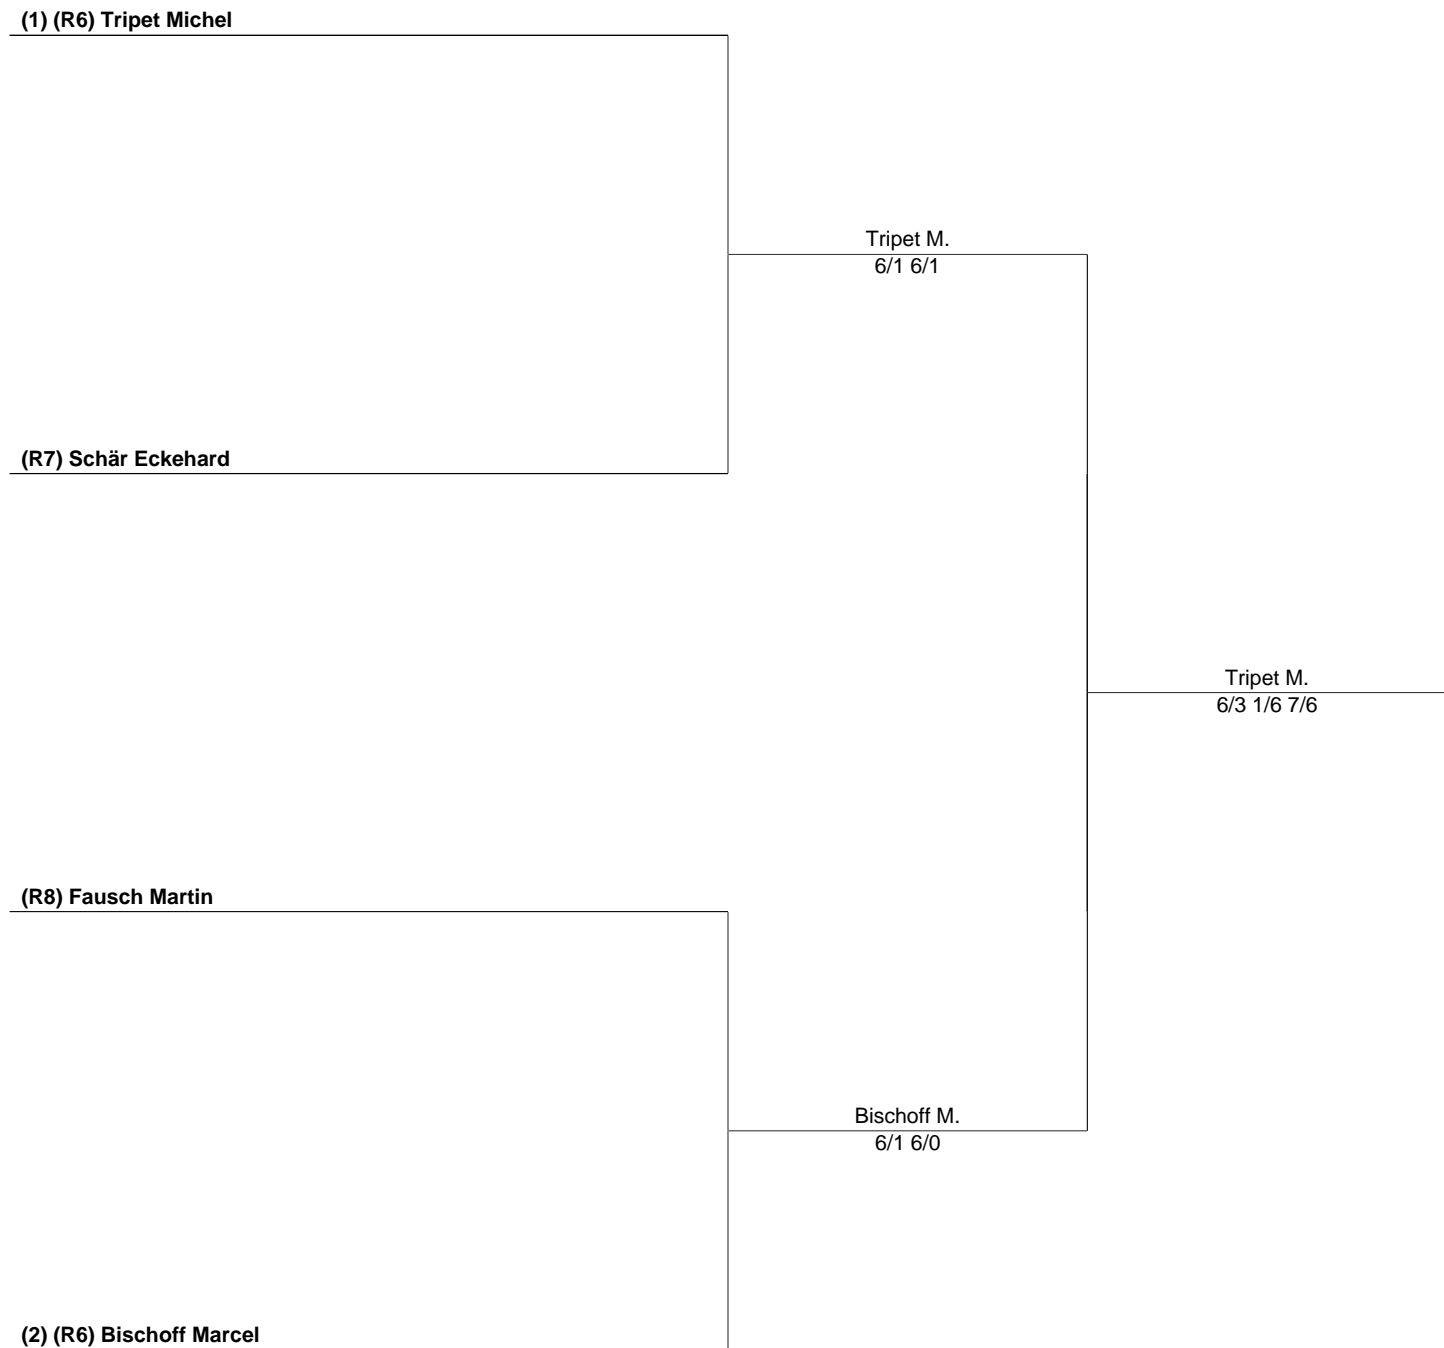 (1) (R6) Tripet Michel
Tripet M.
6/1 6/1
(R7) Schär Eckehard
Tripet M.
6/3 1/6 7/6
(R8) Fausch Martin
Bischoff M.
6/1 6/0
(2) (R6) Bischoff Marcel